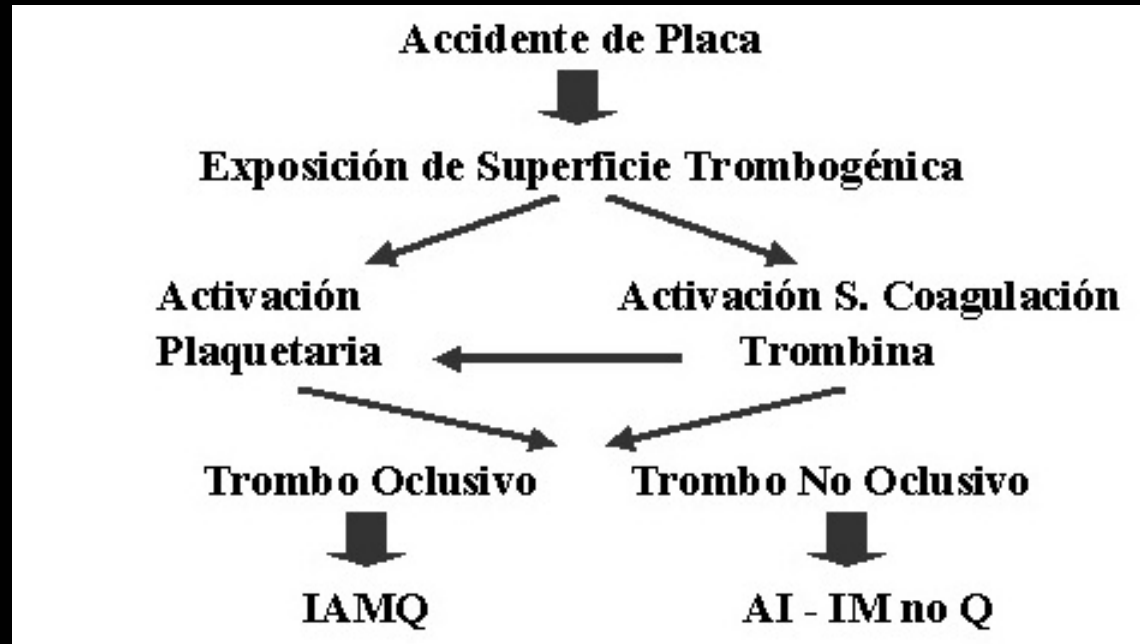 Accidente de Placa
Exposición de Superficie Trombogénica
Activación
Plaquetaria
Activación S. Coagulación
Trombina
Trombo Oclusivo
Trombo No Oclusivo
IAMQ
AI - IM no Q